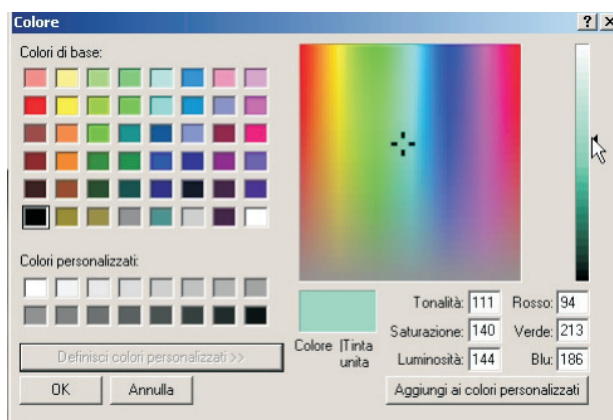 Colore
Colori di base:
Colori personalizzati:
Definisci colori personalizzati >>
OK Annulla
Colore |Tinta
unita
Tonalità: 111 Rosso: 94
Saturazione: 140 Verde: 213
Luminosità: 144 Blu: 186
Aggiungi ai colori personalizzati